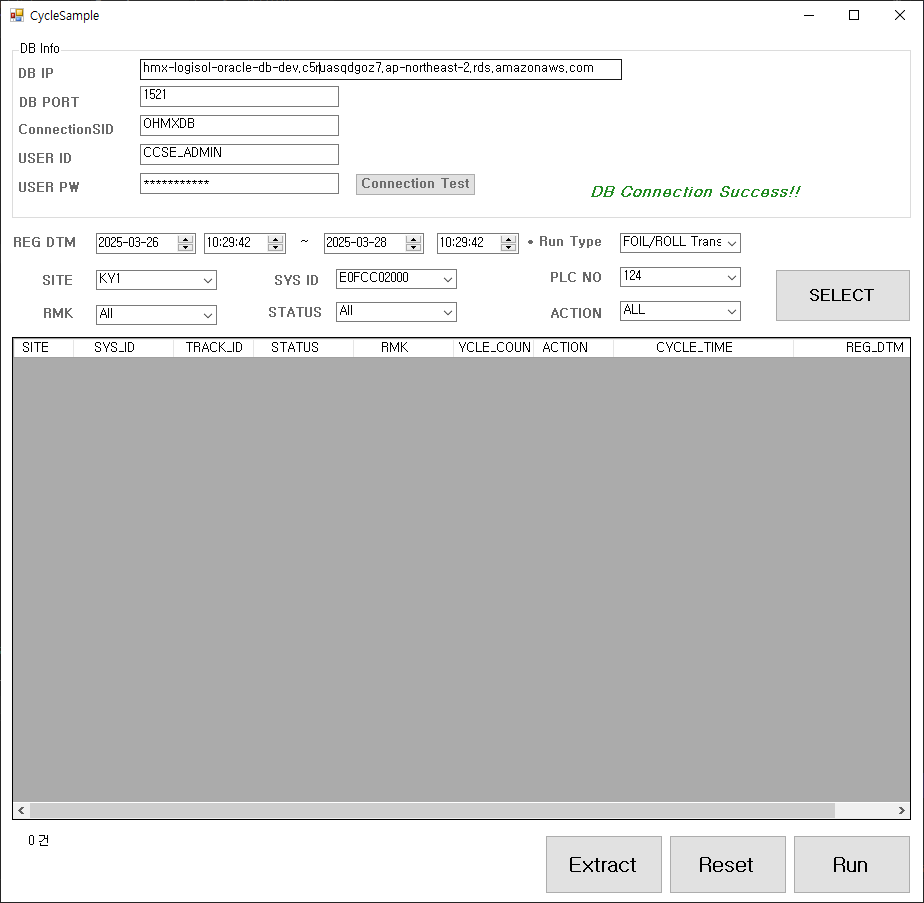 CycleSample
DB Info
DB IP
hmx-logisol-oracle-db-dev.c5rluasqdgoz7.ap-northeast-2.rds.amazonaws.com
DB PORT 1521
ConnectionSID OHMXDB
USER ID CCSE_ADMIN
USER PW *********** Connection Test DB Connection Success!!
REG DTM 2025-03-26 10:29:42 ~ 2025-03-28 10:29:42 • Run Type FOIL/ROLL Trans
SITE KY1 SYS ID E0FCC02000 PLC NO 124
RMK All STATUS All ACTION ALL
SELECT
SITE SYS_ID TRACK_ID STATUS RMK YCLE_COUN ACTION CYCLE_TIME REG_DTM
0 건
Extract Reset Run